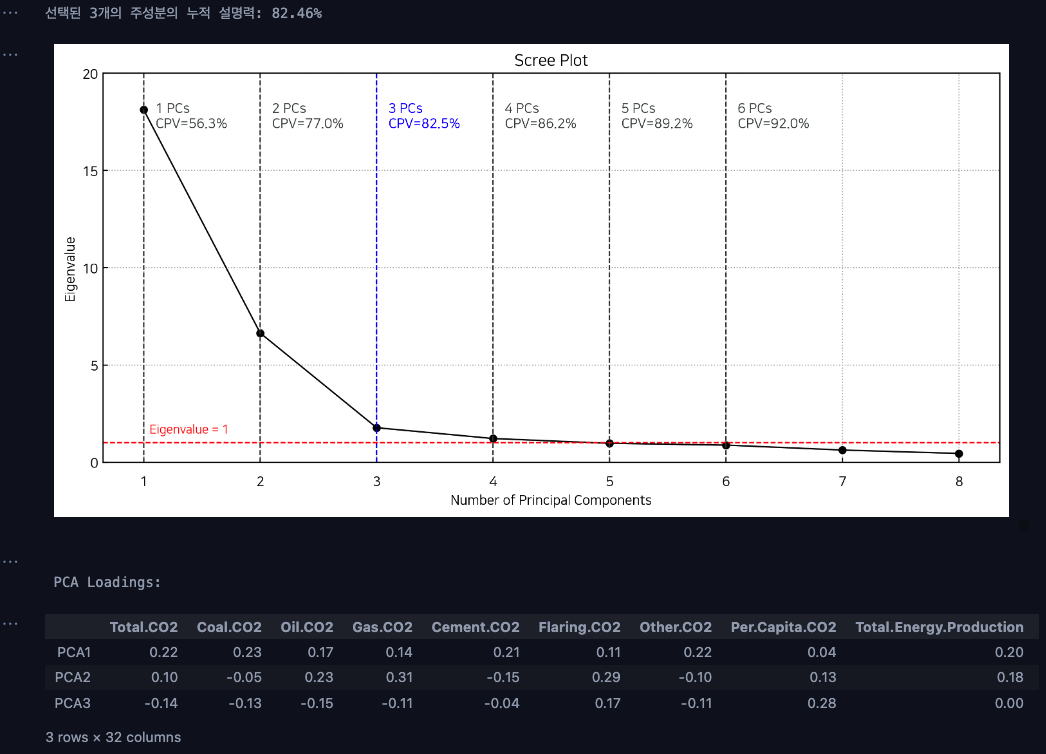 선택된 3개의 주성분의 누적 설명력: 82.46%
Scree Plot
20
1 PCs
CPV=56.3%
2 PCs
CPV=77.0%
3 PCs
CPV=82.5%
4 PCs
CPV=86.2%
5 PCs
CPV=89.2%
6 PCs
CPV=92.0%
15
10
5
0
Eigenvalue
Eigenvalue = 1
1 2 3 4 5 6 7 8
Number of Principal Components
PCA Loadings:
Total.CO2 Coal.CO2 Oil.CO2 Gas.CO2 Cement.CO2 Flaring.CO2 Other.CO2 Per.Capita.CO2 Total.Energy.Production
PCA1 0.22 0.23 0.17 0.14 0.21 0.11 0.22 0.04 0.20
PCA2 0.10 -0.05 0.23 0.31 -0.15 0.29 -0.10 0.13 0.18
PCA3 -0.14 -0.13 -0.15 -0.11 -0.04 0.17 -0.11 0.28 0.00
3 rows × 32 columns